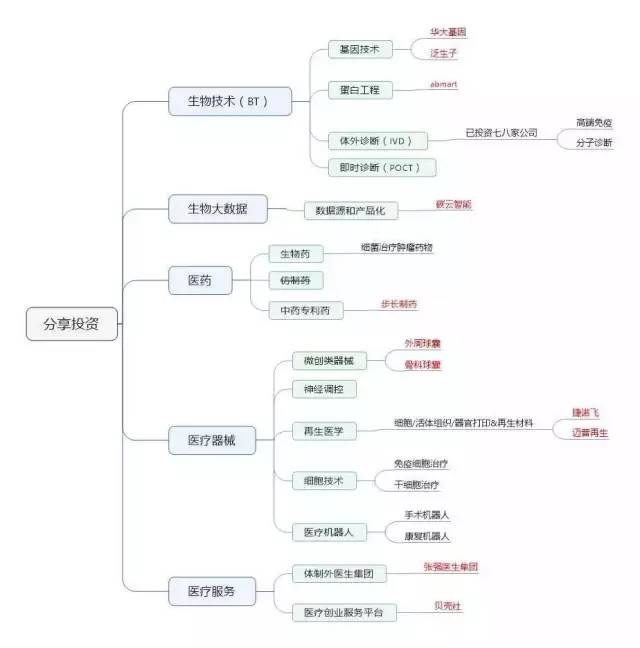 分享投资
生物技术（BT）
基因技术
华大基因
泛生子
蛋白工程
abmart
体外诊断（IVD）
已投资七八家公司
高端免疫
分子诊断
即时诊断（POCT）
生物大数据
数据源和产品化
碳云智能
医药
生物药
细菌治疗肿瘤药物
仿制药
中药专利药
步长制药
医疗器械
微创类器械
外周球囊
骨科球囊
神经调控
再生医学
细胞/活体组织/器官打印&再生材料
捷诺飞
迈普再生
细胞技术
免疫细胞治疗
干细胞治疗
医疗机器人
手术机器人
康复机器人
医疗服务
体制外医生集团
张强医生集团
医疗创业服务平台
贝壳社